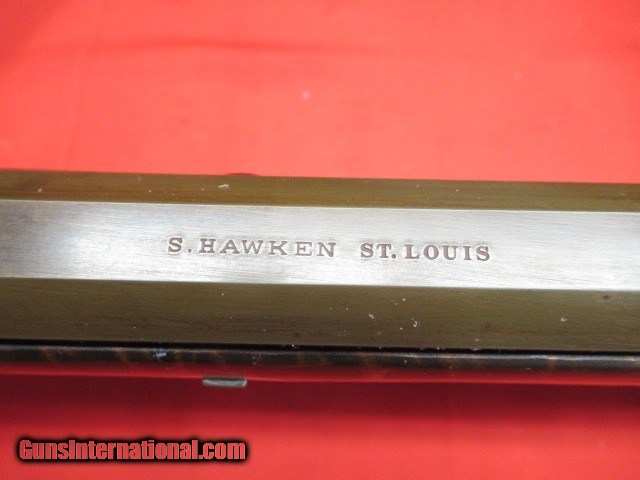 S. HAWKEN ST. LOUIS
GunsInternational.com